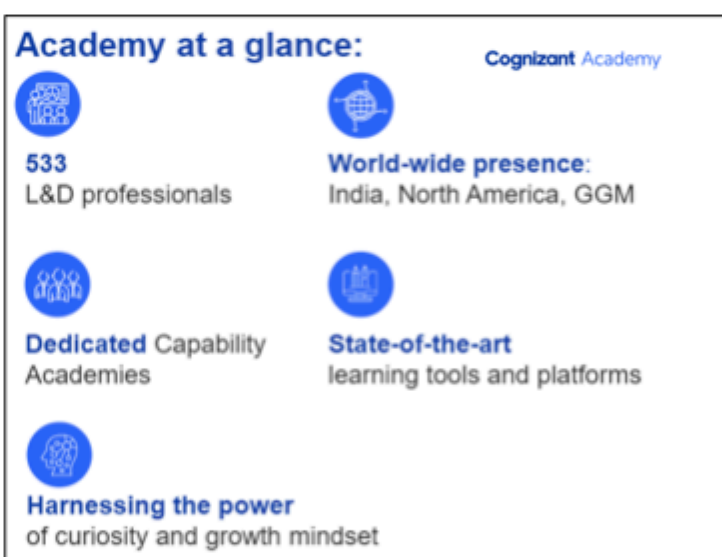 Academy at a glance:
Cognizant Academy
533
L&D professionals
World-wide presence:
India, North America, GGM
Dedicated Capability
Academies
State-of-the-art
learning tools and platforms
Harnessing the power
of curiosity and growth mindset